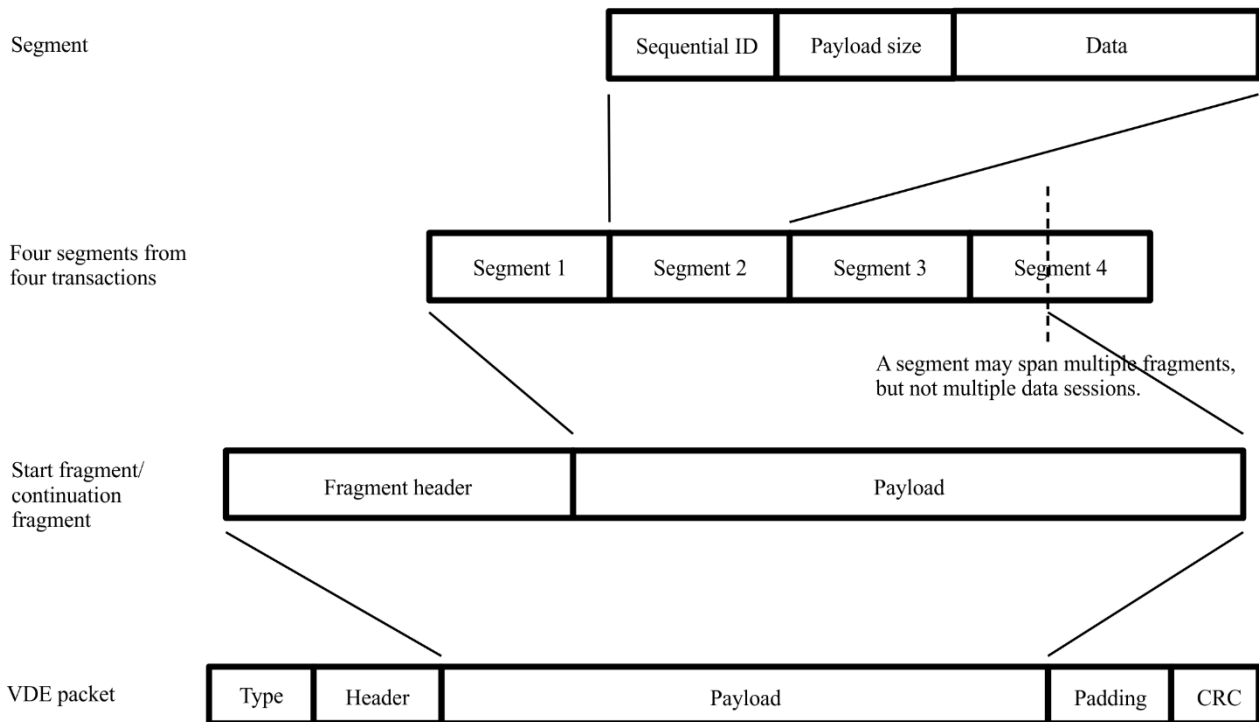 Segment
Sequential ID
Payload size
Data
Four segments from
four transactions
Segment 1
Segment 2
Segment 3
Segment 4
A segment may span multiple fragments,
but not multiple data sessions.
Start fragment/
continuation
fragment
Fragment header
Payload
VDE packet
Type
Header
Payload
Padding
CRC